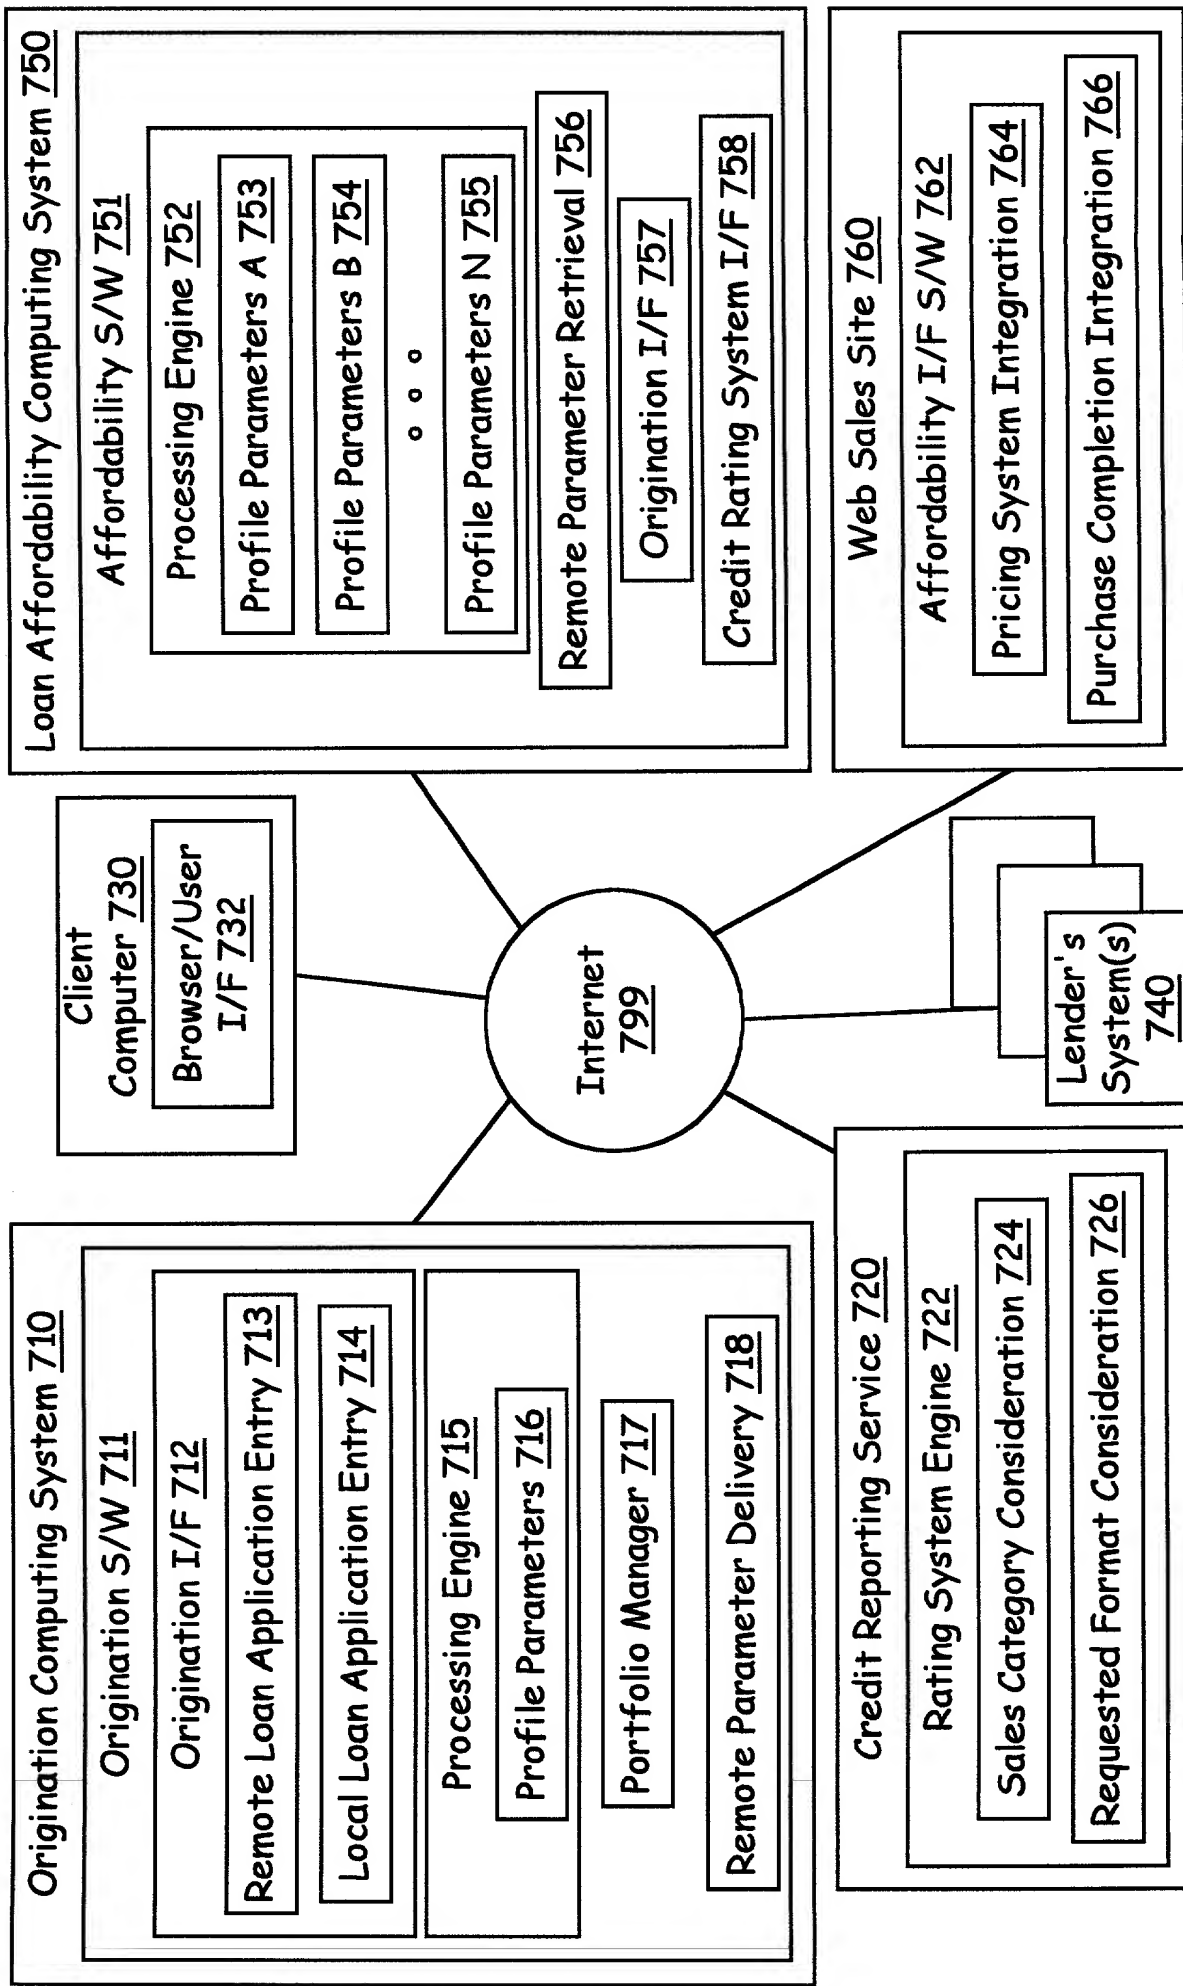 Origination Computing System 710
Origination S/W 711
Origination I/F 712
Remote Loan Application Entry 713
Local Loan Application Entry 714
Processing Engine 715
Profile Parameters 716
Portfolio Manager 717
Remote Parameter Delivery 718
Client
Computer 730
Browser/User
I/F 732
Loan Affordability Computing System 750
Affordability S/W 751
Processing Engine 752
Profile Parameters A 753
Profile Parameters B 754
Profile Parameters N 755
Remote Parameter Retrieval 756
Origination I/F 757
Credit Rating System I/F 758
Internet
799
Credit Reporting Service 720
Rating System Engine 722
Sales Category Consideration 724
Requested Format Consideration 726
Lender's
System(s)
740
Web Sales Site 760
Affordability I/F S/W 762
Pricing System Integration 764
Purchase Completion Integration 766